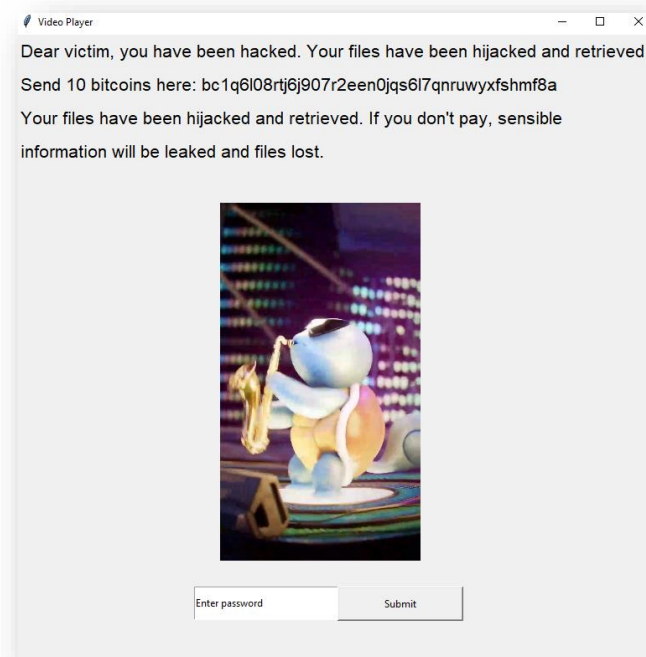 Video Player
Dear victim, you have been hacked. Your files have been hijacked and retrieved
Send 10 bitcoins here: bc1q6l08rtj6j907r2een0jqs6l7qnruwyxfshmf8a
Your files have been hijacked and retrieved. If you don't pay, sensible
information will be leaked and files lost.
Enter password
Submit